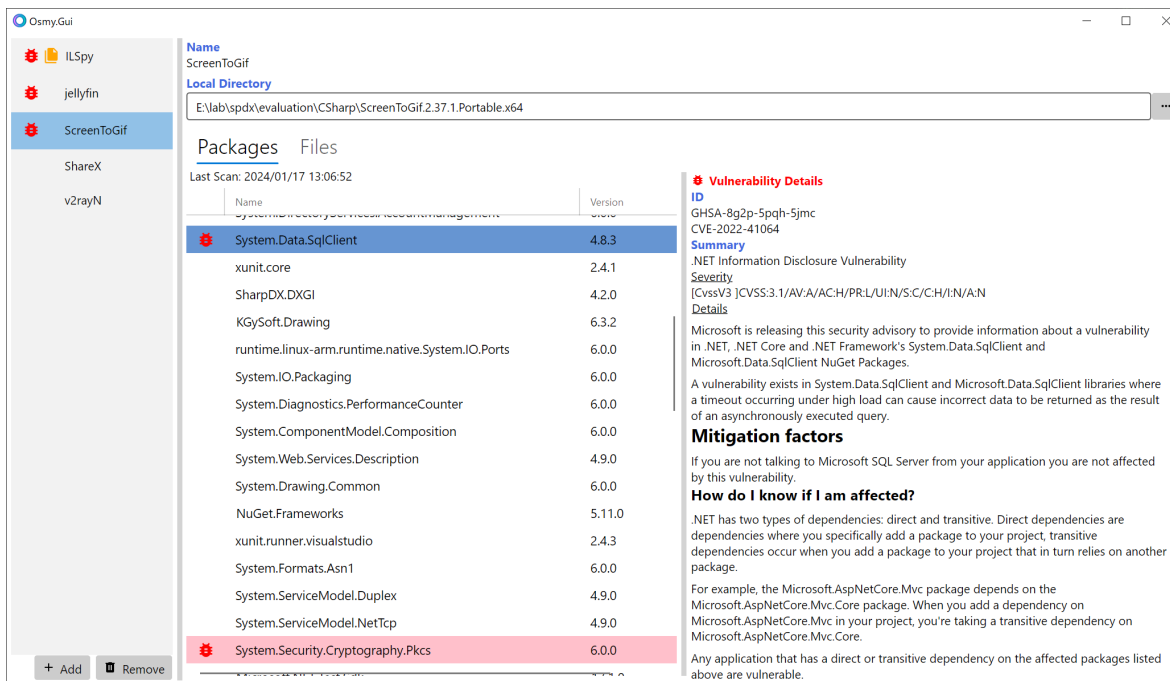 Osmy.Gui
ILSpy
jellyfin
ScreenToGif
ShareX
v2rayN
+ Add
Remove
Name
ScreenToGif
Local Directory
E:\lab\spdx\evaluation\CSharp\ScreenToGif.2.37.1.Portable.x64
...
Packages Files
Last Scan: 2024/01/17 13:06:52
Name Version
System.Data.SqlClient 4.8.3
xunit.core 2.4.1
SharpDX.DXGI 4.2.0
KGySoft.Drawing 6.3.2
runtime.linux-arm.runtime.native.System.IO.Ports 6.0.0
System.IO.Packaging 6.0.0
System.Diagnostics.PerformanceCounter 6.0.0
System.ComponentModel.Composition 6.0.0
System.Web.Services.Description 4.9.0
System.Drawing.Common 6.0.0
NuGet.Frameworks 5.11.0
xunit.runner.visualstudio 2.4.3
System.Formats.Asn1 6.0.0
System.ServiceModel.Duplex 4.9.0
System.ServiceModel.NetTcp 4.9.0
System.Security.Cryptography.Pkcs 6.0.0
Vulnerability Details
ID
GHSA-8g2p-5pqh-5jmc
CVE-2022-41064
Summary
.NET Information Disclosure Vulnerability
Severity
[CvssV3 ]CVSS:3.1/AV:A/AC:H/PR:L/UI:N/S:C/C:H/I:N/A:N
Details
Microsoft is releasing this security advisory to provide information about a vulnerability
in .NET, .NET Core and .NET Framework's System.Data.SqlClient and
Microsoft.Data.SqlClient NuGet Packages.
A vulnerability exists in System.Data.SqlClient and Microsoft.Data.SqlClient libraries where
a timeout occurring under high load can cause incorrect data to be returned as the result
of an asynchronously executed query.
Mitigation factors
If you are not talking to Microsoft SQL Server from your application you are not affected
by this vulnerability.
How do I know if I am affected?
.NET has two types of dependencies: direct and transitive. Direct dependencies are
dependencies where you specifically add a package to your project, transitive
dependencies occur when you add a package to your project that in turn relies on another
package.
For example, the Microsoft.AspNetCore.Mvc package depends on the
Microsoft.AspNetCore.Mvc.Core package. When you add a dependency on
Microsoft.AspNetCore.Mvc in your project, you're taking a transitive dependency on
Microsoft.AspNetCore.Mvc.Core.
Any application that has a direct or transitive dependency on the affected packages listed
above are vulnerable.